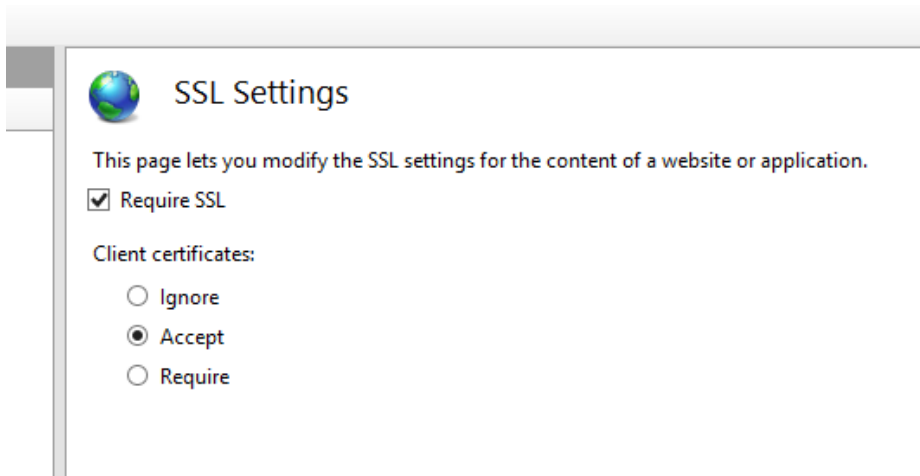 SSL Settings
This page lets you modify the SSL settings for the content of a website or application.
Require SSL
Client certificates:
Ignore
Accept
Require